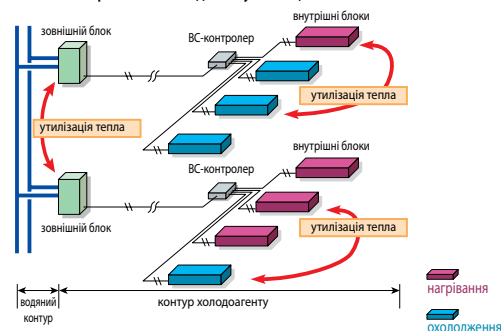 внутрішні блоки
зовнішній блок
ВС-контролер
утилізація тепла
утилізація тепла
внутрішні блоки
ВС-контролер
утилізація тепла
зовнішній блок
нагрівання
водяний
контур
контур холодоагенту
охолодження